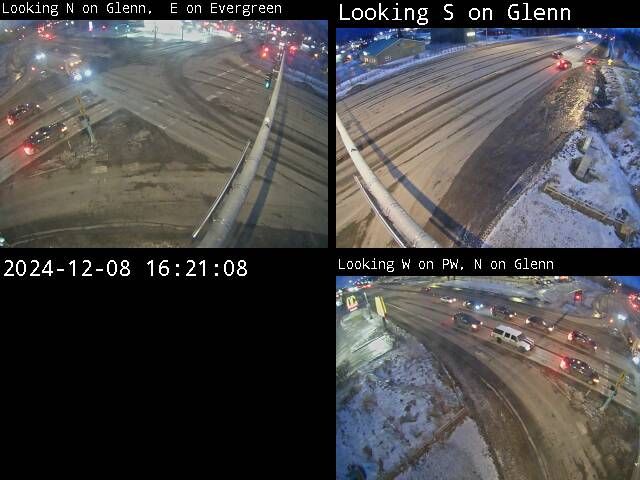 Looking N on Glenn, E on Evergreen
Looking S on Glenn
2024-12-08 16:21:08
Looking W on PW, N on Glenn